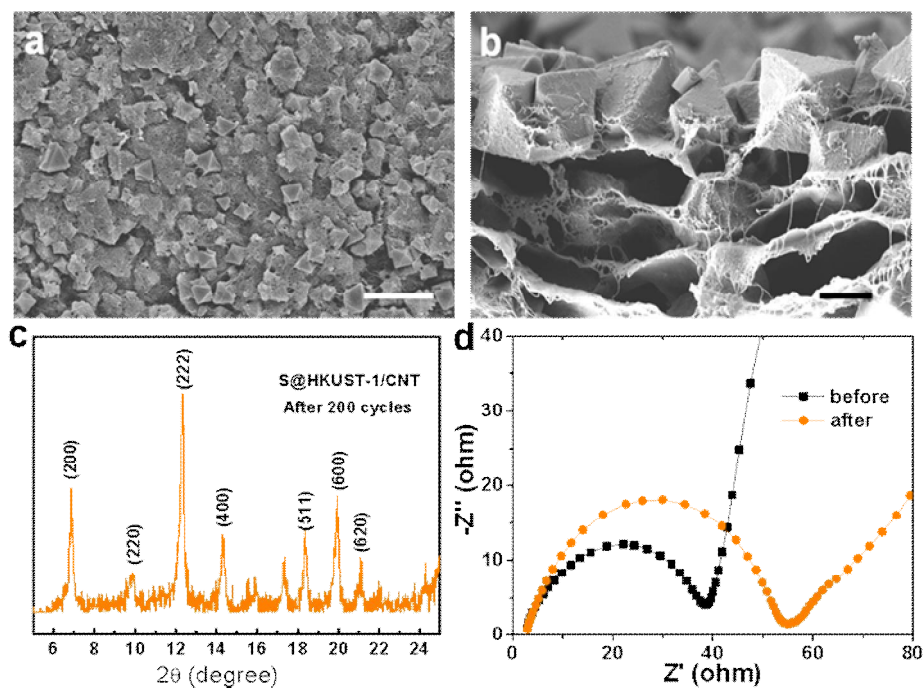 a
b
c
S@HKUST-1/CNT
After 200 cycles
(200)
(220)
(222)
(400)
(511)
(600)
(620)
6 8 10 12 14 16 18 20 22 24
2θ (degree)
d
40
30
20
10
0
-Z'' (ohm)
before
after
0 20 40 60 80
Z' (ohm)